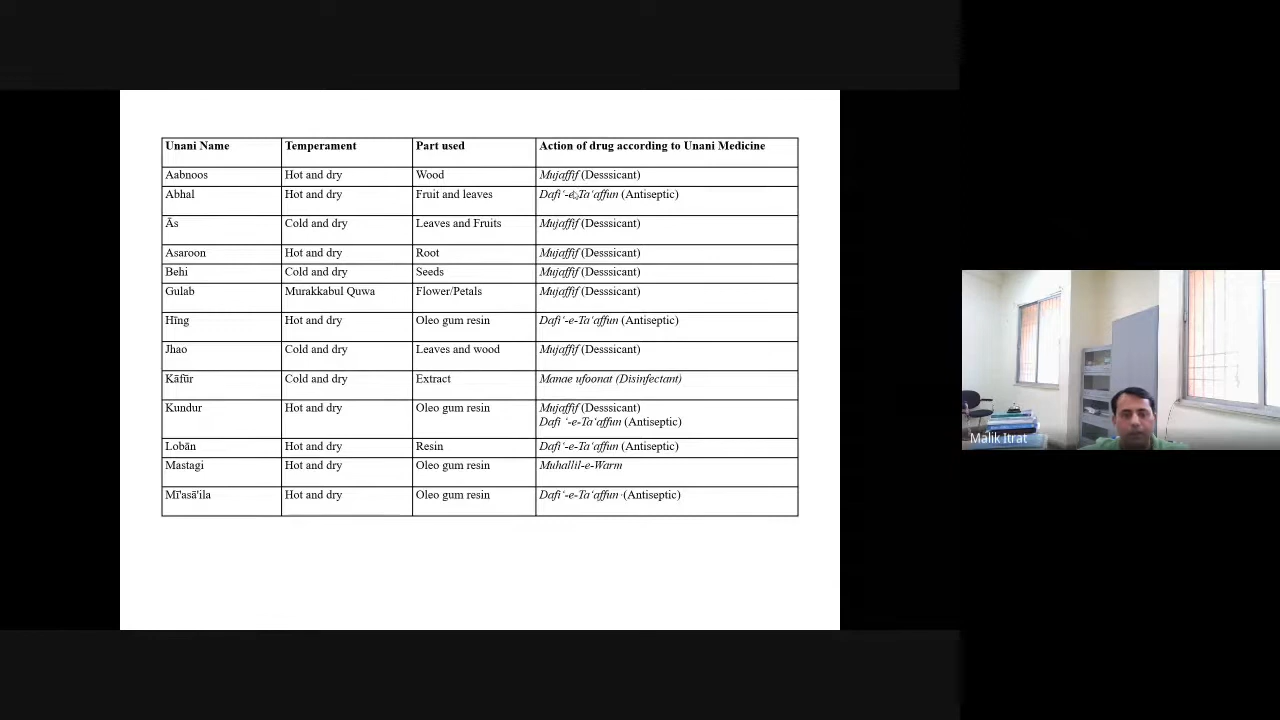 Unani Name Temperament Part used Action of drug according to Unani Medicine
Aabnoos Hot and dry Wood Mujaffif (Desssicant)
Abhal Hot and dry Fruit and leaves Dafi‘-e-Ta‘affun (Antiseptic)
Ās Cold and dry Leaves and Fruits Mujaffif (Desssicant)
Asaroon Hot and dry Root Mujaffif (Desssicant)
Behi Cold and dry Seeds Mujaffif (Desssicant)
Gulab Murakkabul Quwa Flower/Petals Mujaffif (Desssicant)
Hīng Hot and dry Oleo gum resin Dafi‘-e-Ta‘affun (Antiseptic)
Jhao Cold and dry Leaves and wood Mujaffif (Desssicant)
Kāfūr Cold and dry Extract Manae ufoonat (Disinfectant)
Kundur Hot and dry Oleo gum resin Mujaffif (Desssicant)
Dafi ‘-e-Ta‘affun (Antiseptic)
Lobān Hot and dry Resin Dafi‘-e-Ta‘affun (Antiseptic)
Mastagi Hot and dry Oleo gum resin Muhallil-e-Warm
Mī'asā'ila Hot and dry Oleo gum resin Dafi‘-e-Ta‘affun (Antiseptic)
Malik Itrat